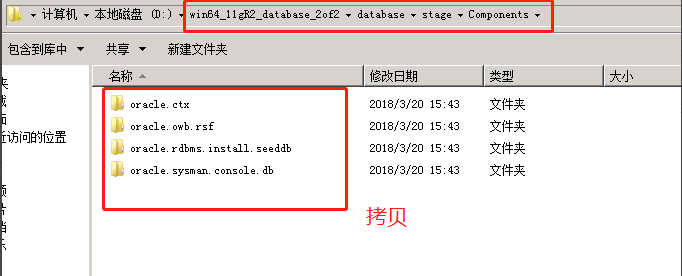 计算机 ▸ 本地磁盘 (D:) ▸ win64_11gR2_database_2of2 ▸ database ▸ stage ▸ Components ▸
包含到库中 共享 新建文件夹
名称 修改日期 类型 大小
oracle.ctx 2018/3/20 15:43 文件夹
oracle.owb.rsf 2018/3/20 15:43 文件夹
近访问的位置
oracle.rdbms.install.seeddb 2018/3/20 15:43 文件夹
oracle.sysman.console.db 2018/3/20 15:43 文件夹
拷贝